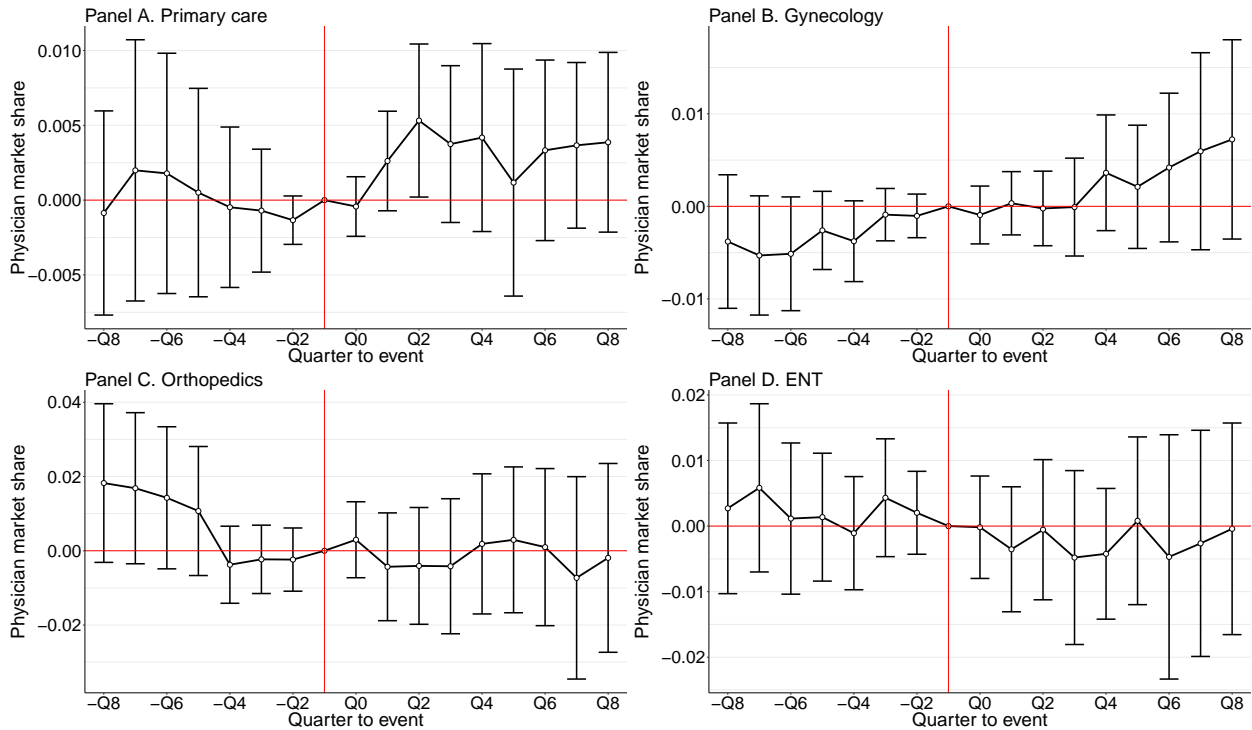 Panel A. Primary care
Physician market share
0.010
0.005
0.000
−0.005
−Q8 −Q6 −Q4 −Q2 Q0 Q2 Q4 Q6 Q8
Quarter to event
Panel B. Gynecology
Physician market share
0.01
0.00
−0.01
−Q8 −Q6 −Q4 −Q2 Q0 Q2 Q4 Q6 Q8
Quarter to event
Panel C. Orthopedics
Physician market share
0.04
0.02
0.00
−0.02
−Q8 −Q6 −Q4 −Q2 Q0 Q2 Q4 Q6 Q8
Quarter to event
Panel D. ENT
Physician market share
0.02
0.01
0.00
−0.01
−0.02
−Q8 −Q6 −Q4 −Q2 Q0 Q2 Q4 Q6 Q8
Quarter to event